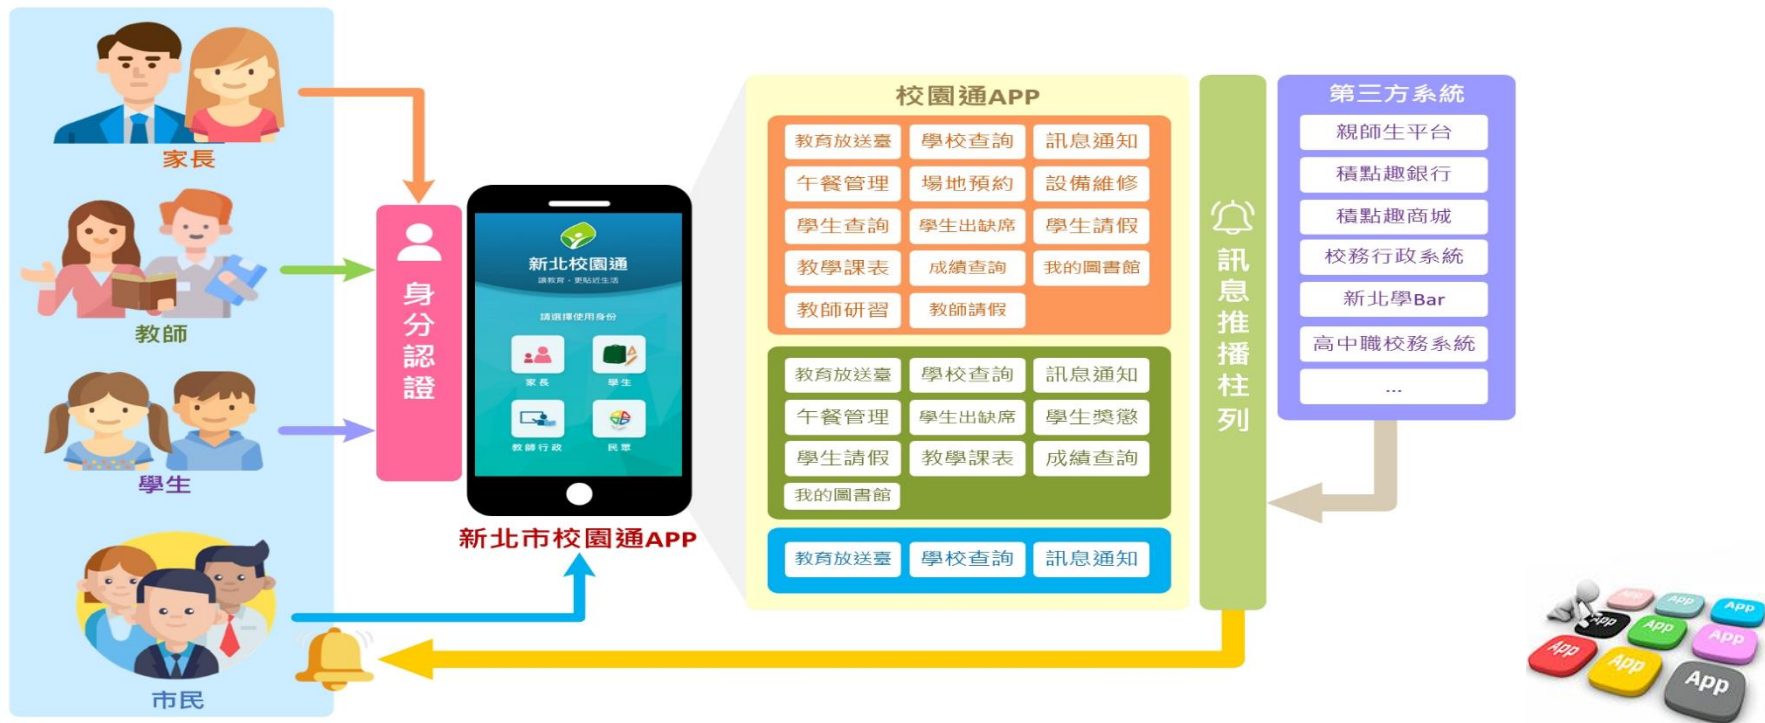 家長
教師
學生
市民
身分認證
新北校園通
讓教育，更貼近生活
請選擇使用身份
家長
學生
教師行政
民眾
新北市校園通APP
校園通APP
教育放送臺 學校查詢 訊息通知
午餐管理 場地預約 設備維修
學生查詢 學生出缺席 學生請假
教學課表 成績查詢 我的圖書館
教師研習 教師請假
教育放送臺 學校查詢 訊息通知
午餐管理 學生出缺席 學生獎懲
學生請假 教學課表 成績查詢
我的圖書館
教育放送臺 學校查詢 訊息通知
訊息推播柱列
第三方系統
親師生平台
積點趣銀行
積點趣商城
校務行政系統
新北學Bar
高中職校務系統
...
App
App
App
App
App
App
App
App
App